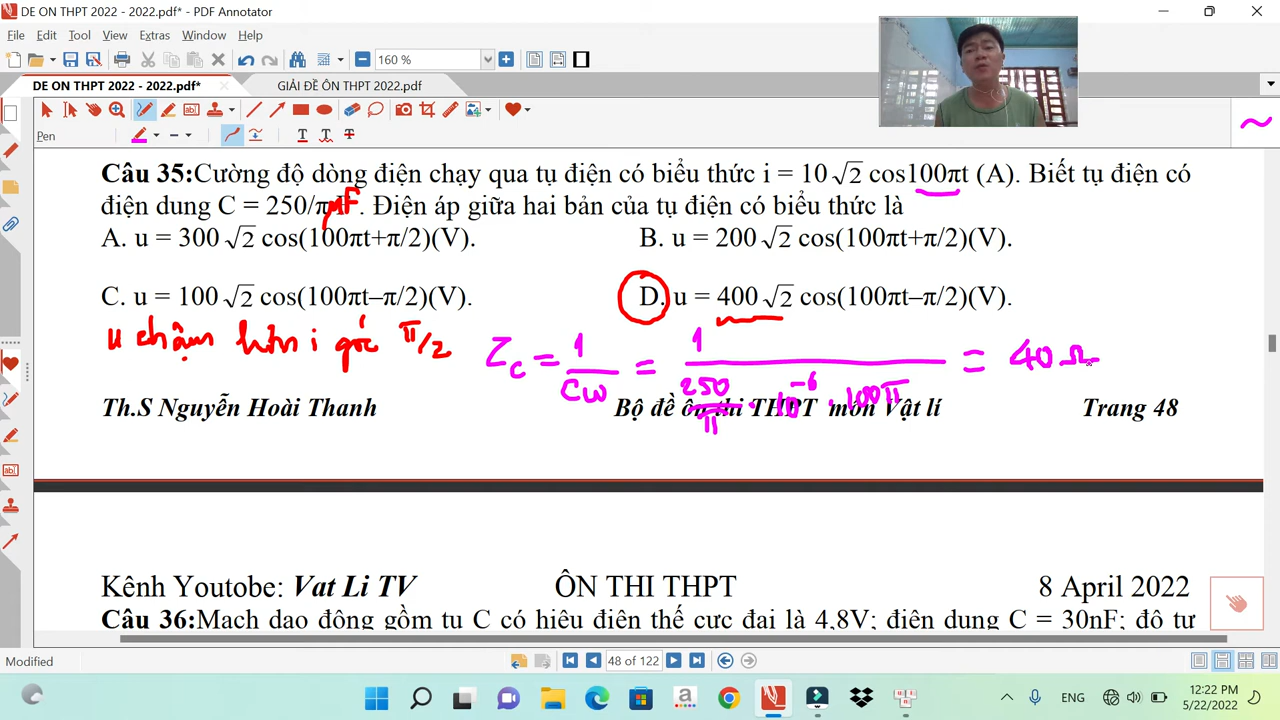 DE ON THPT 2022 - 2022.pdf* - PDF Annotator
File Edit Tool View Extras Window Help
160 %
DE ON THPT 2022 - 2022.pdf* GIẢI ĐỀ ÔN THPT 2022.pdf
Pen
Câu 35:Cường độ dòng điện chạy qua tụ điện có biểu thức i = 10√2 cos100πt (A). Biết tụ điện có
điện dung C = 250/π μF. Điện áp giữa hai bản của tụ điện có biểu thức là
A. u = 300√2 cos(100πt+π/2)(V). B. u = 200√2 cos(100πt+π/2)(V).
C. u = 100√2 cos(100πt–π/2)(V). D. u = 400√2 cos(100πt–π/2)(V).
u chậm hơn i góc π/2
Z_C = 1/(Cω) = 1/(250/π · 10^-6 · 100π) = 40 Ω
Th.S Nguyễn Hoài Thanh Bộ đề ôn thi THPT môn Vật lí Trang 48
Kênh Youtobe: Vat Li TV ÔN THI THPT 8 April 2022
Câu 36:Mạch dao động gồm tụ C có hiệu điện thế cực đại là 4,8V; điện dung C = 30nF; độ tự
48 of 122
Modified
ENG
12:22 PM
5/22/2022